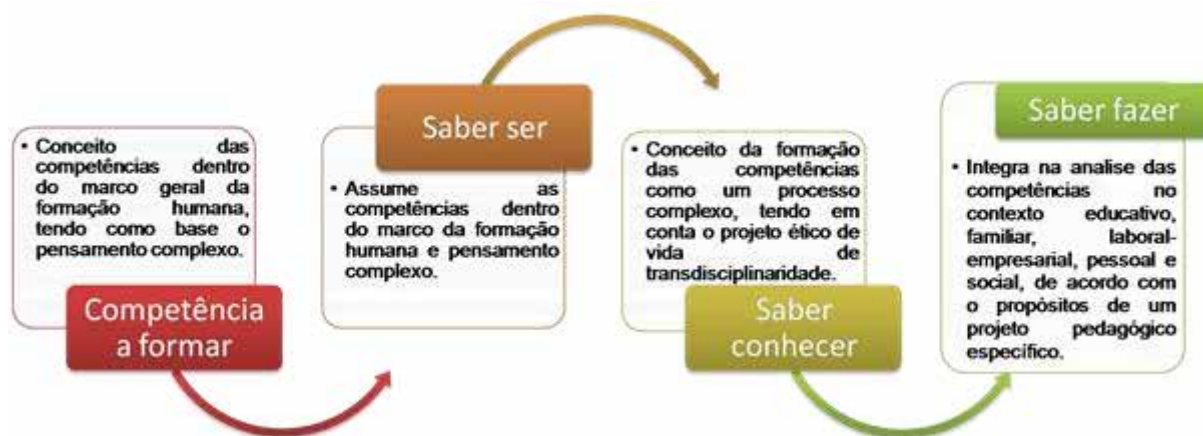 • Conceito das
competências dentro
do marco geral da
formação humana,
tendo como base o
pensamento complexo.
Competência
a formar
Saber ser
• Assume as
competências dentro
do marco da formação
humana e pensamento
complexo.
• Conceito da formação
das competências
como um processo
complexo, tendo em
conta o projeto ético de
vida de
transdisciplinaridade.
Saber
conhecer
Saber fazer
• Integra na analise das
competências no
contexto educativo,
familiar, laboral-
empresarial, pessoal e
social, de acordo com
o propósitos de um
projeto pedagógico
específico.